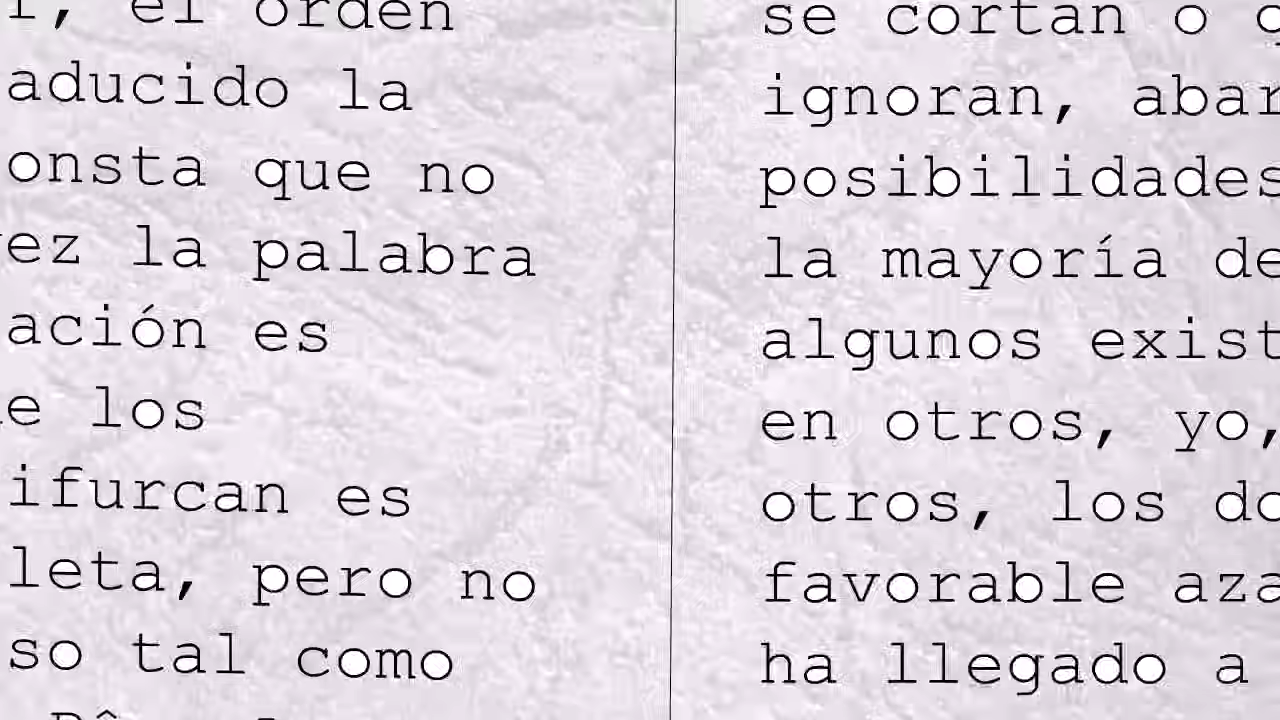 el orden
aducido la
onsta que no
ez la palabra
ación es
e los
ifurcan es
leta, pero no
so tal como
se cortan o
ignoran, abar
posibilidades
la mayoría de
algunos exist
en otros, yo,
otros, los do
favorable aza
ha llegado a